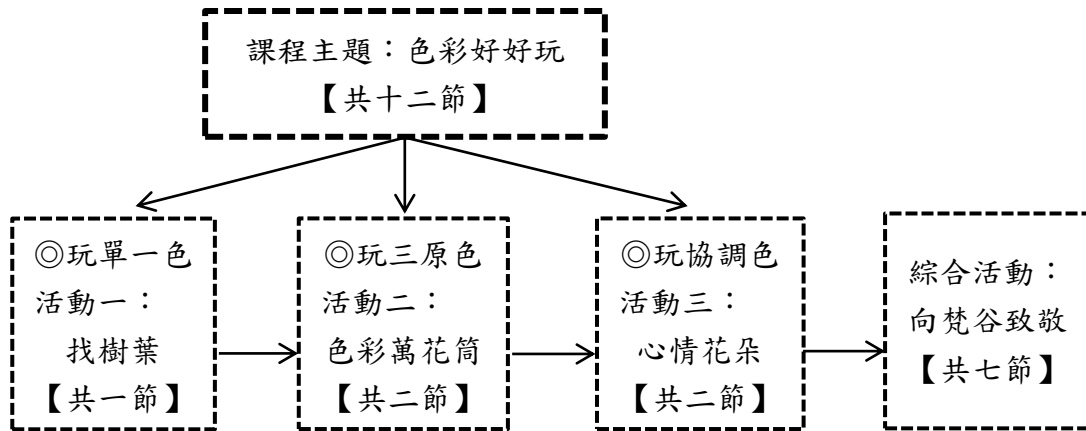 課程主題：色彩好好玩
【共十二節】
◎玩單一色
活動一：
找樹葉
【共一節】
◎玩三原色
活動二：
色彩萬花筒
【共二節】
◎玩協調色
活動三：
心情花朵
【共二節】
綜合活動：
向梵谷致敬
【共七節】